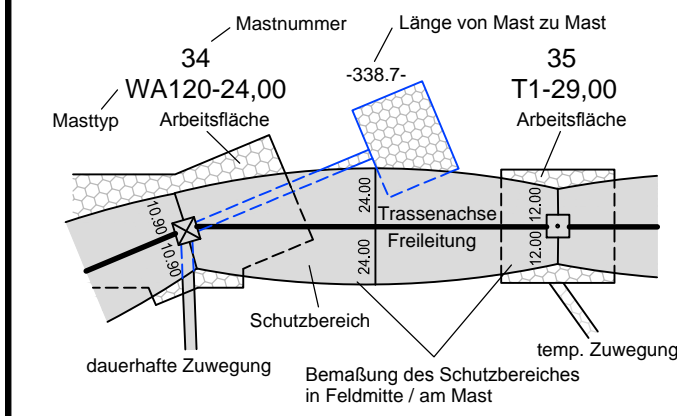 Mastnummer
Länge von Mast zu Mast
34
-338.7-
35
WA120-24,00
T1-29,00
Masttyp
Arbeitsfläche
Arbeitsfläche
10.90
10.90
24.00
24.00
Trassenachse
Freileitung
12.00
12.00
Schutzbereich
dauerhafte Zuwegung
temp. Zuwegung
Bemaßung des Schutzbereiches
in Feldmitte / am Mast